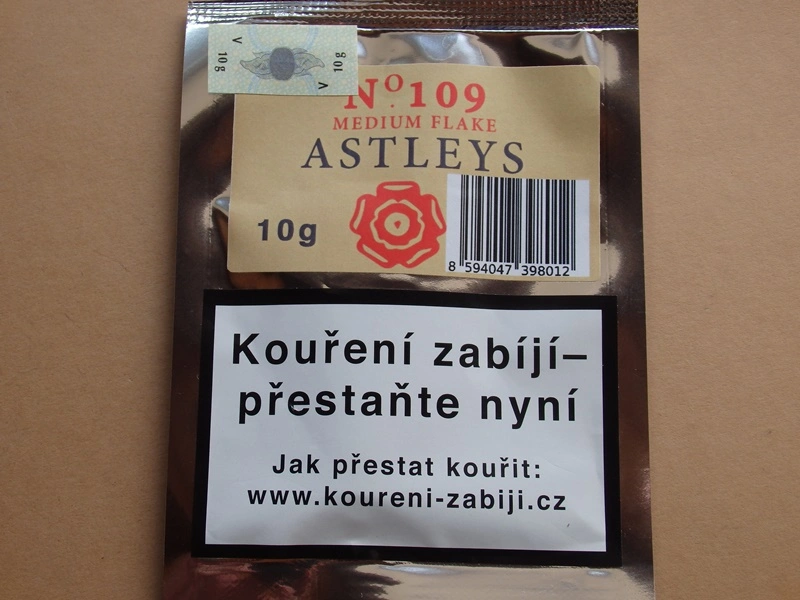 V
10 g
10 g
V
Nº.109
MEDIUM FLAKE
ASTLEYS
10g
8 594047 398012
Kouření zabíjí–
přestaňte nyní
Jak přestat kouřit:
www.koureni-zabiji.cz